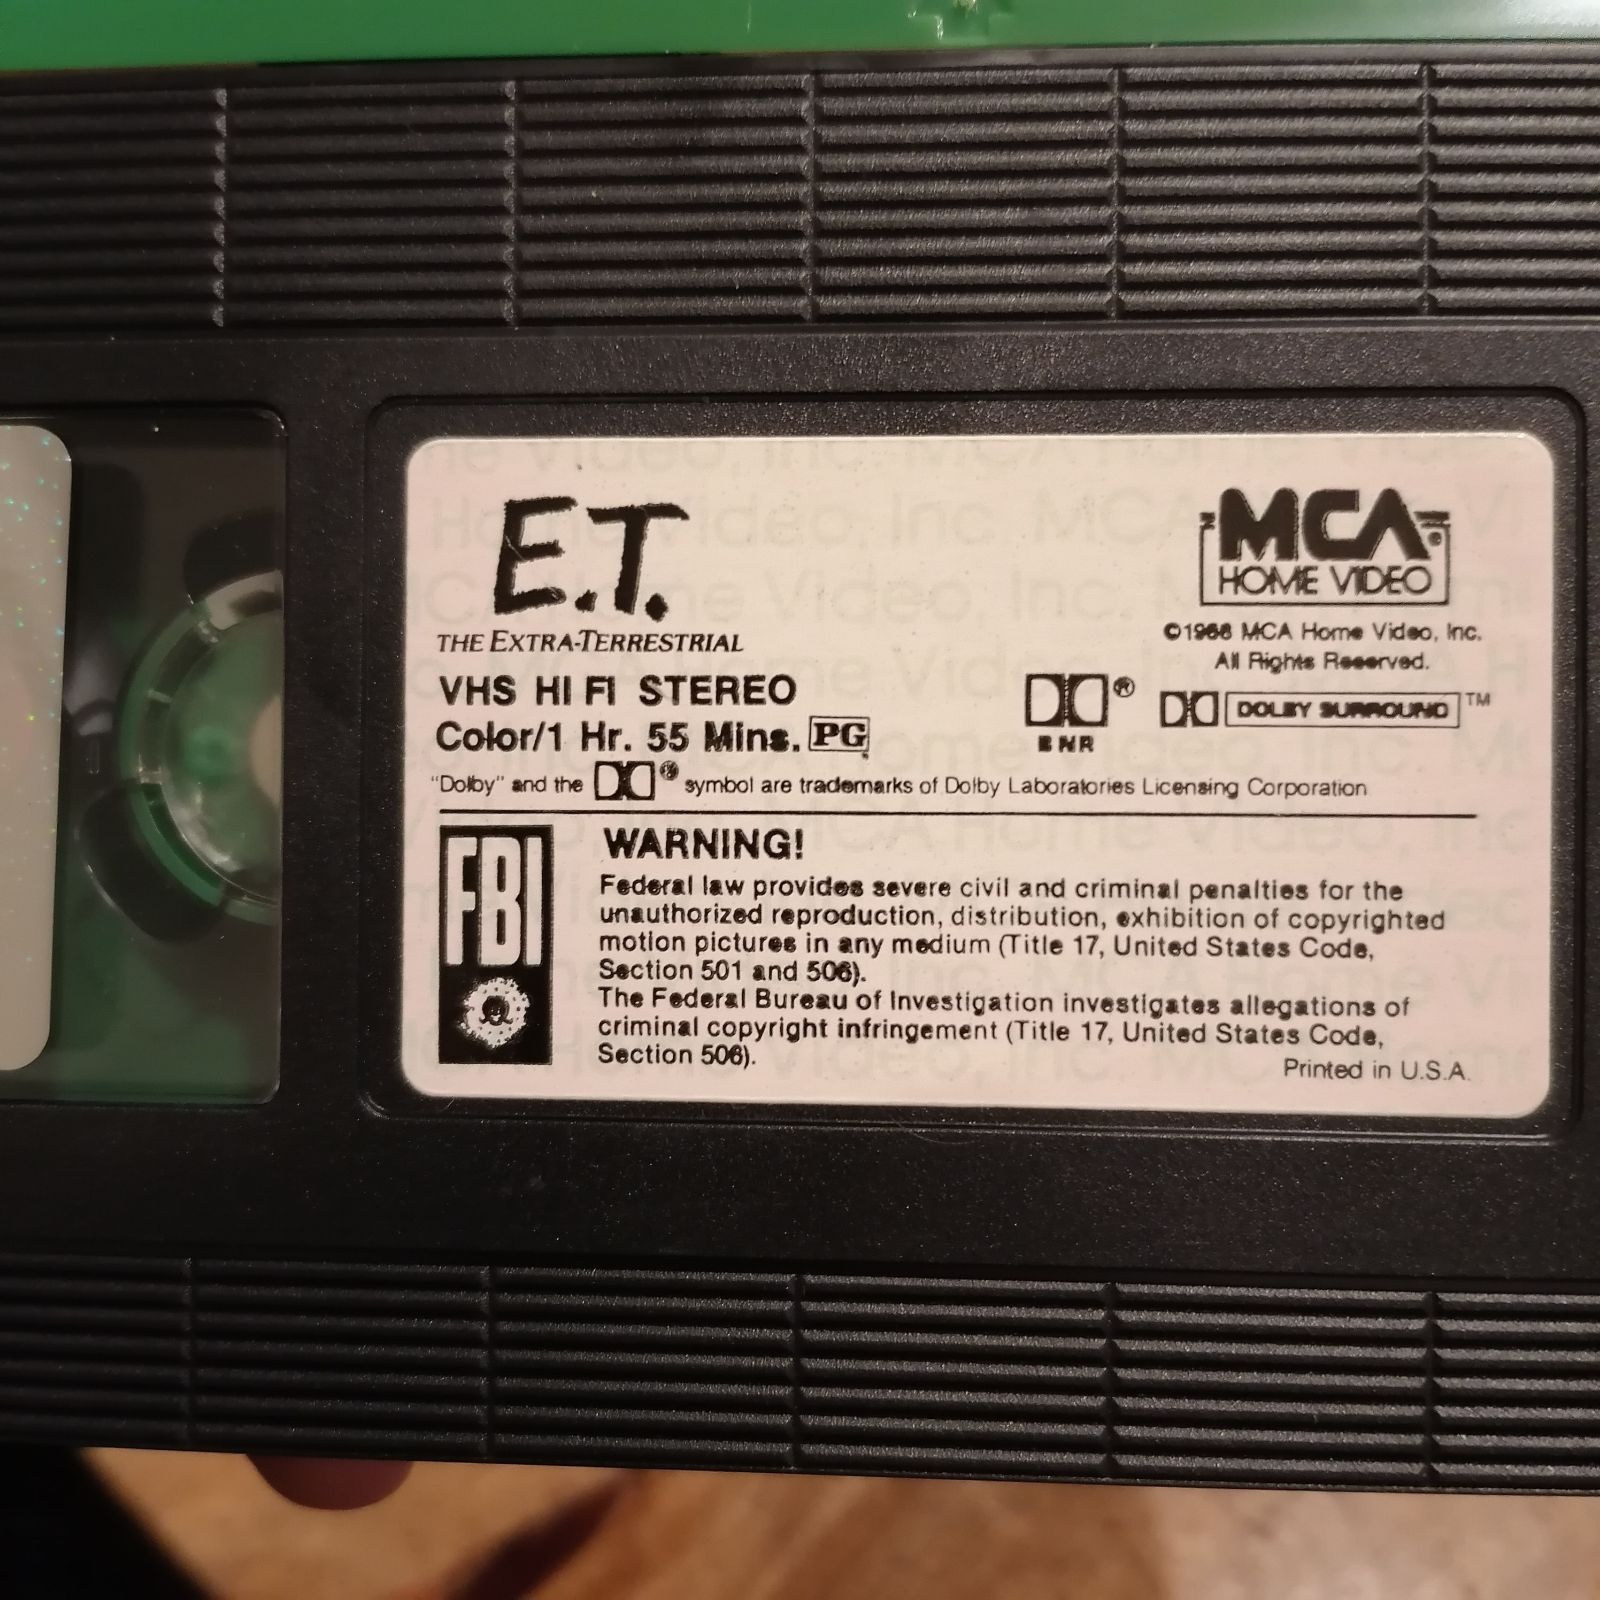 E.T.
THE EXTRA-TERRESTRIAL
VHS HI FI STEREO
Color/1 Hr. 55 Mins. PG
MCA
HOME VIDEO
©1988 MCA Home Video, Inc.
All Rights Reserved.
® DOLBY SURROUND™
B NR
"Dolby" and the ® symbol are trademarks of Dolby Laboratories Licensing Corporation
FBI
WARNING!
Federal law provides severe civil and criminal penalties for the
unauthorized reproduction, distribution, exhibition of copyrighted
motion pictures in any medium (Title 17, United States Code,
Section 501 and 506).
The Federal Bureau of Investigation investigates allegations of
criminal copyright infringement (Title 17, United States Code,
Section 506).
Printed in U.S.A.